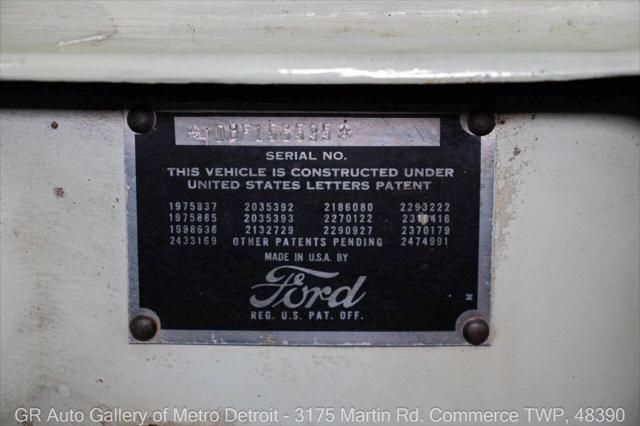 SERIAL NO.
THIS VEHICLE IS CONSTRUCTED UNDER
UNITED STATES LETTERS PATENT
1975837 2035392 2186080 2293222
1975885 2035393 2270122
1998636 2132729 2290927 2370179
2433169 OTHER PATENTS PENDING 2474991
MADE IN U.S.A. BY
Ford
REG. U.S. PAT. OFF.
N
GR Auto Gallery of Metro Detroit - 3175 Martin Rd. Commerce TWP, 48390